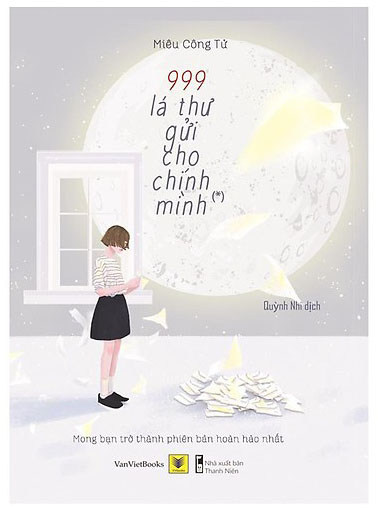 Miêu Công Tử
999
lá thư
gửi
cho
chính
mình(*)
Quỳnh Nhi dịch
Mong bạn trở thành phiên bản hoàn hảo nhất
VanVietBooks
Nhà xuất bản
Thanh Niên